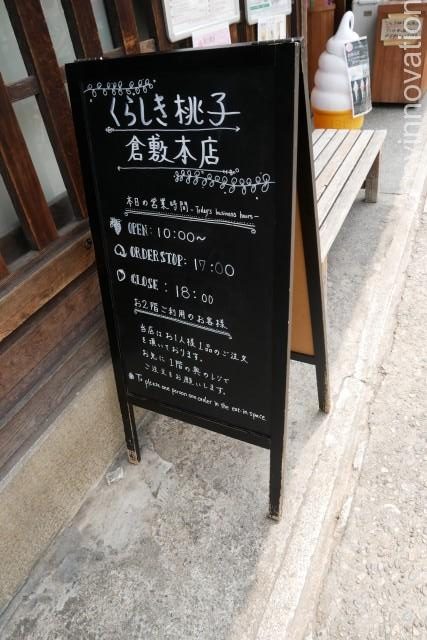 くらしき桃子
倉敷本店
本日の営業時間 - Today's business hours -
OPEN: 10:00~
ORDER STOP: 17:00
CLOSE: 18:00
お2階ご利用のお客様
当店はお1人様1品のご注文
を頂いております。
お先に1階の奥のレジで
ご注文をお願いします。
※To please one person one order in the eat-in space